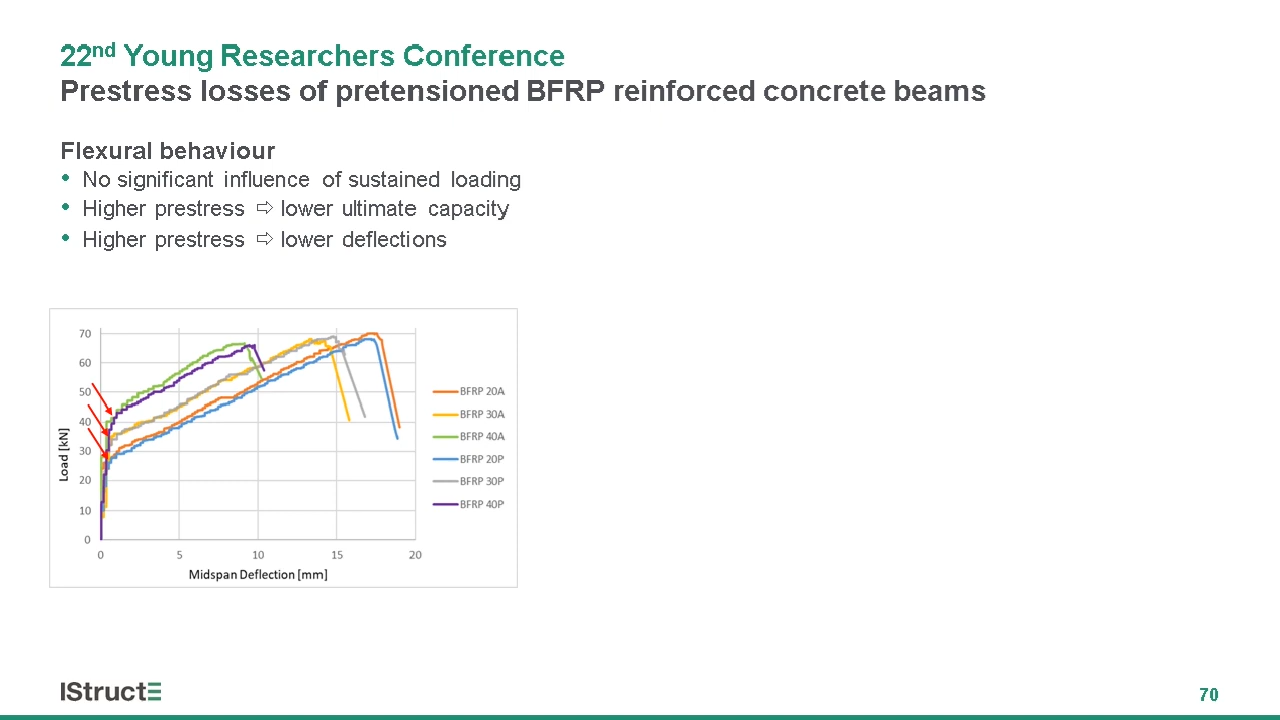 22nd Young Researchers Conference
Prestress losses of pretensioned BFRP reinforced concrete beams
Flexural behaviour
• No significant influence of sustained loading
• Higher prestress ⇨ lower ultimate capacity
• Higher prestress ⇨ lower deflections
70
60
50
40
30
20
10
0
Load [kN]
0 5 10 15 20
Midspan Deflection [mm]
BFRP 20A
BFRP 30A
BFRP 40A
BFRP 20P
BFRP 30P
BFRP 40P
IStructE
70